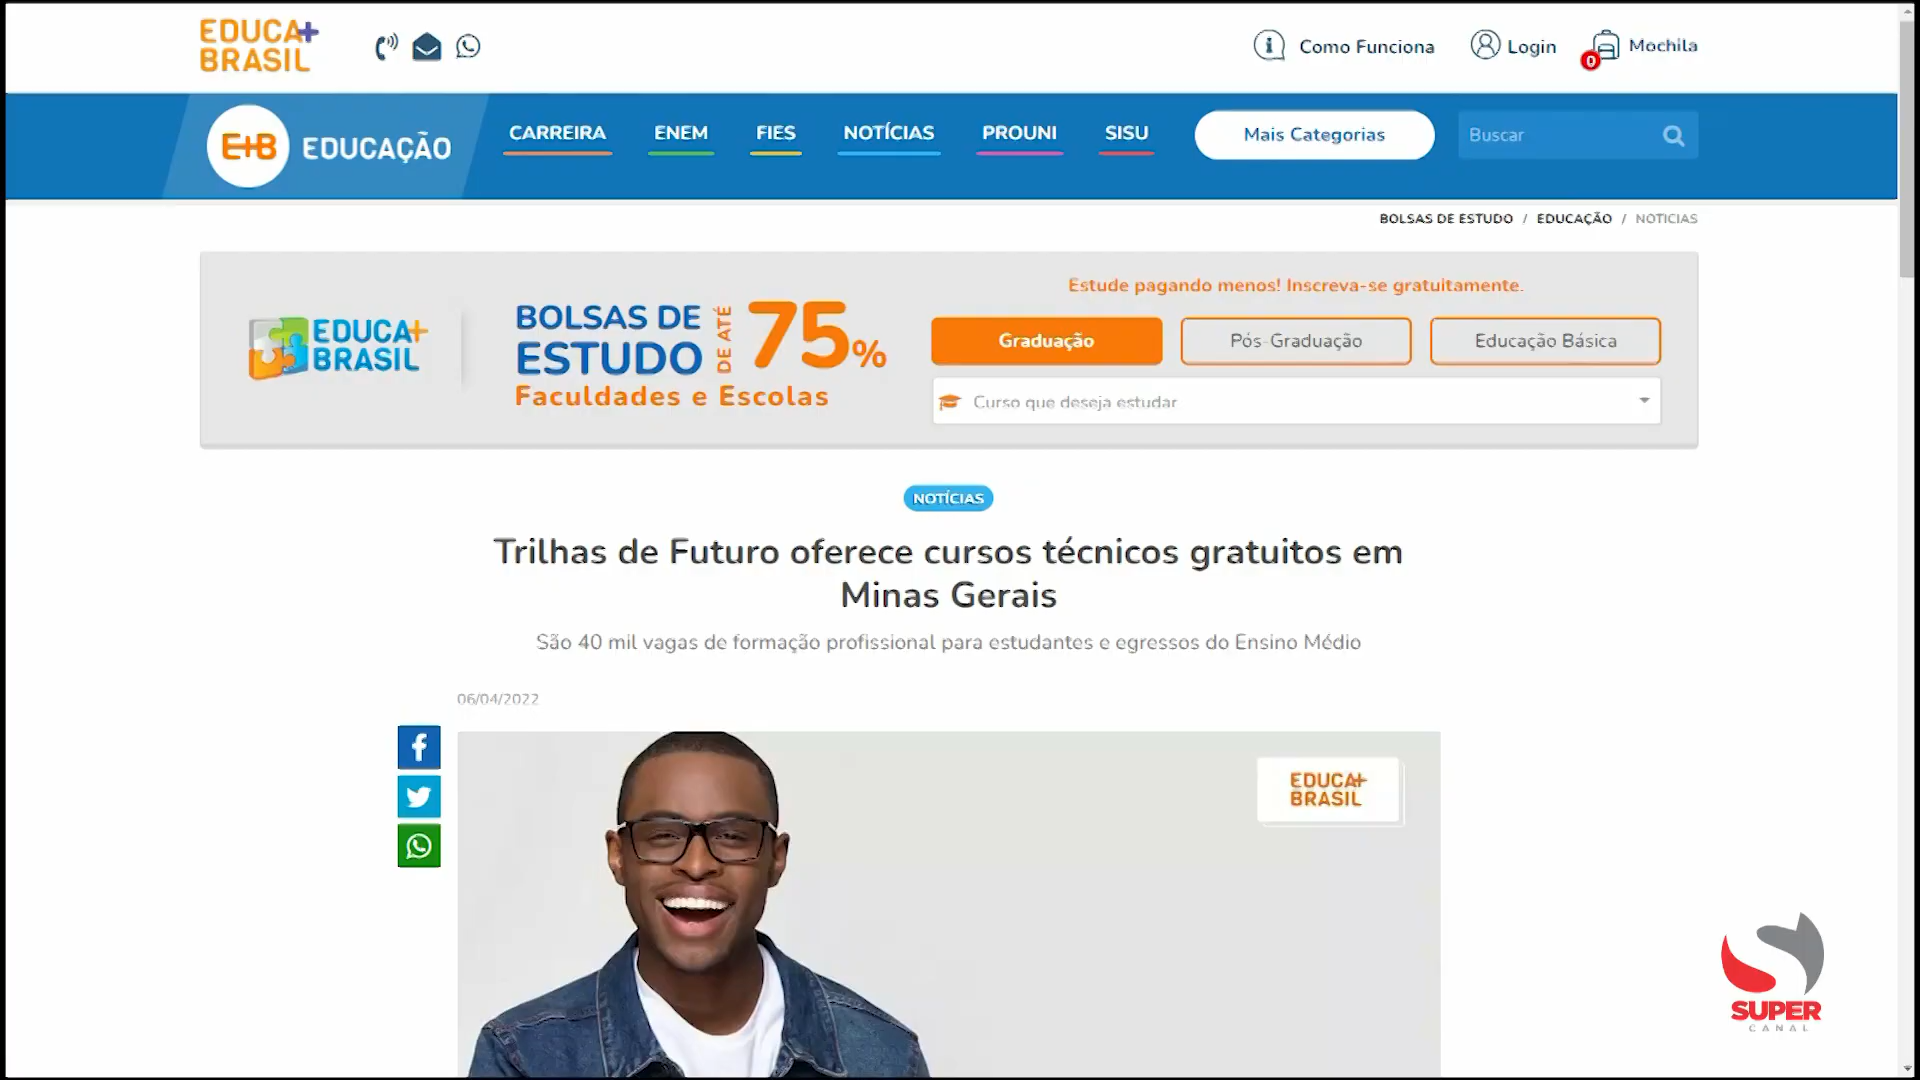 EDUCA+
BRASIL
Como Funciona
Login
0
Mochila
E+B EDUCAÇÃO
CARREIRA
ENEM
FIES
NOTÍCIAS
PROUNI
SISU
Mais Categorias
Buscar
BOLSAS DE ESTUDO / EDUCAÇÃO / NOTICIAS
EDUCA+
BRASIL
BOLSAS DE
ESTUDO
DE ATÉ
75%
Faculdades e Escolas
Estude pagando menos! Inscreva-se gratuitamente.
Graduação
Pós-Graduação
Educação Básica
Curso que deseja estudar
NOTÍCIAS
Trilhas de Futuro oferece cursos técnicos gratuitos em
Minas Gerais
São 40 mil vagas de formação profissional para estudantes e egressos do Ensino Médio
06/04/2022
EDUCA+
BRASIL
SUPER
CANAL